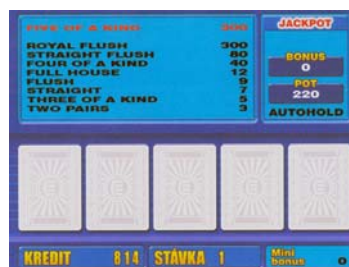 FIVE OF A KIND 300
ROYAL FLUSH 300
STRAIGHT FLUSH 80
FOUR OF A KIND 40
FULL HOUSE 12
FLUSH 9
STRAIGHT 7
THREE OF A KIND 5
TWO PAIRS 3
JACKPOT
BONUS
0
POT
220
AUTOHOLD
KREDIT 814 STÁVKA 1 Mini
bonus 0